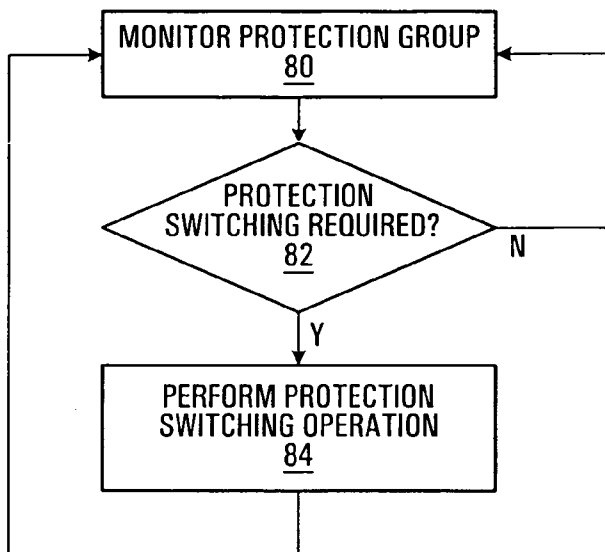 MONITOR PROTECTION GROUP
80
PROTECTION
SWITCHING REQUIRED?
82
N
Y
PERFORM PROTECTION
SWITCHING OPERATION
84